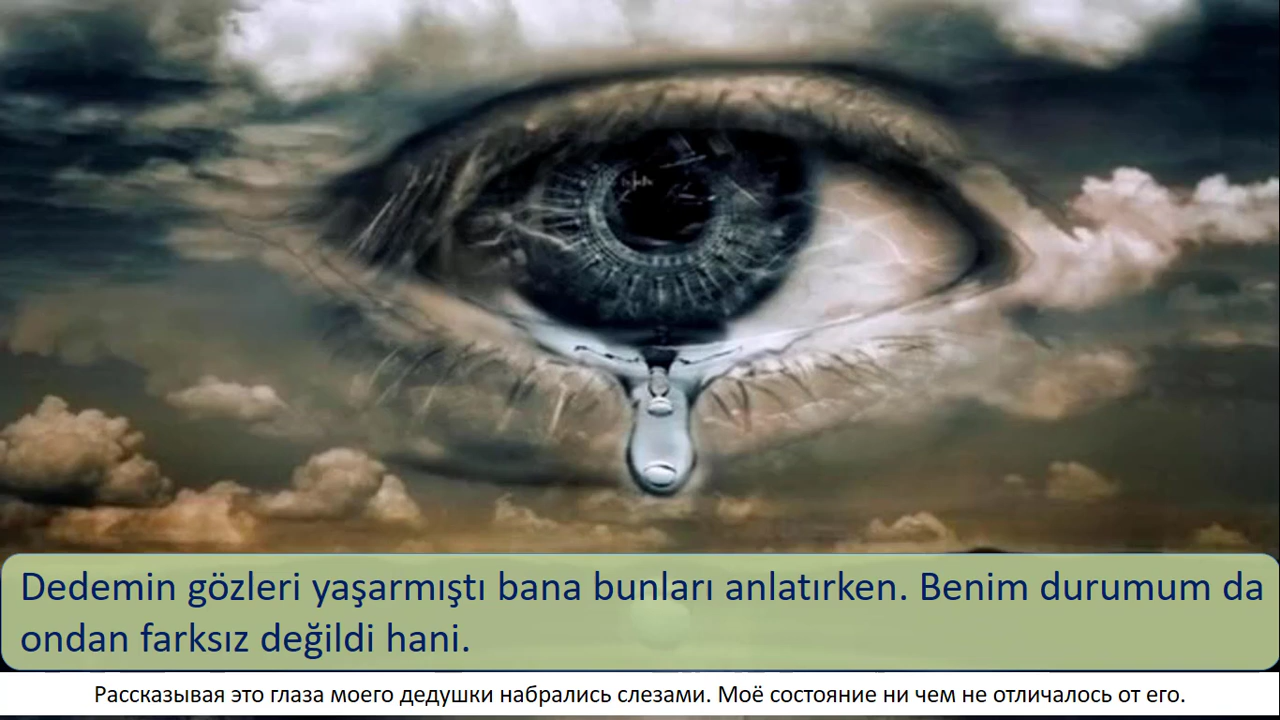 Dedemin gözleri yaşarmıştı bana bunları anlatırken. Benim durumum da
ondan farksız değildi hani.
Рассказывая это глаза моего дедушки набрались слезами. Моё состояние ни чем не отличалось от его.